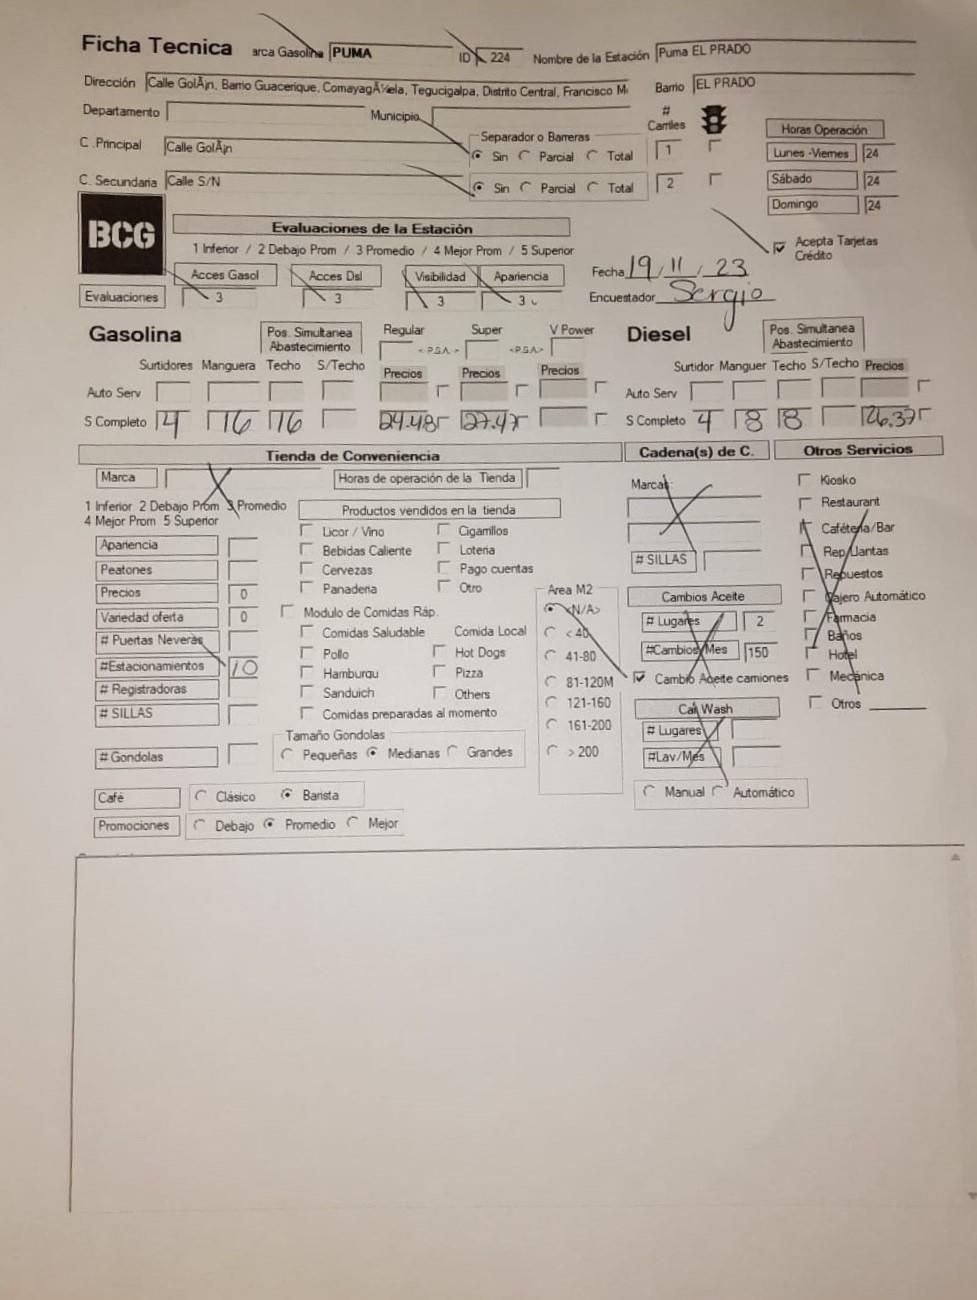 Ficha Tecnica arca Gasolina PUMA ID 224 Nombre de la Estación Puma EL PRADO
Dirección Calle GolÃ¡n, Barrio Guacerique, ComayagÃ¼ela, Tegucigalpa, Distrito Central, Francisco M Barrio EL PRADO
Departamento Municipio # Carriles
C .Principal Calle GolÃ¡n Separador o Barreras Sin Parcial Total 1
C. Secundaria Calle S/N Sin Parcial Total 2
Horas Operación
Lunes -Viernes 24
Sábado 24
Domingo 24
BCG
Evaluaciones de la Estación
1 Inferior / 2 Debajo Prom / 3 Promedio / 4 Mejor Prom / 5 Superior
Acepta Tarjetas Crédito
Acces Gasol Acces Dsl Visibilidad Apariencia
Evaluaciones 3 3 3 3
Fecha 19/11/23
Encuestador Sergio
Gasolina Pos. Simultanea Abastecimiento Regular Super V Power
<-P.S.A.-> <-P.S.A.->
Surtidores Manguera Techo S/Techo Precios Precios Precios
Auto Serv
S Completo 4 16 16 24.48 27.47
Diesel Pos. Simultanea Abastecimiento
Surtidor Manguer Techo S/Techo Precios
Auto Serv
S Completo 4 8 8 26.37
Tienda de Conveniencia
Marca Horas de operación de la Tienda
1 Inferior 2 Debajo Prom 3 Promedio
4 Mejor Prom 5 Superior
Apariencia
Peatones
Precios 0
Variedad oferta 0
# Puertas Neveras
#Estacionamientos 10
# Registradoras
# SILLAS
# Gondolas
Productos vendidos en la tienda
Licor / Vino Cigarrillos
Bebidas Caliente Loteria
Cervezas Pago cuentas
Panaderia Otro
Modulo de Comidas Ráp.
Comidas Saludable Comida Local
Pollo Hot Dogs
Hamburgu Pizza
Sanduich Others
Comidas preparadas al momento
Tamaño Gondolas
Pequeñas Medianas Grandes
Area M2
<N/A>
< 40
41-80
81-120M
121-160
161-200
> 200
Café Clásico Barista
Promociones Debajo Promedio Mejor
Cadena(s) de C.
Marcas:
# SILLAS
Cambios Aceite
# Lugares 2
#Cambios/Mes 150
Cambio Aceite camiones
Car Wash
# Lugares
#Lav/Mes
Manual Automático
Otros Servicios
Kiosko
Restaurant
Cafétería/Bar
Rep/Llantas
Repuestos
Cajero Automático
Farmacia
Baños
Hotel
Mecánica
Otros